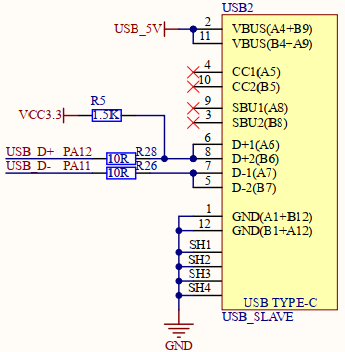 USB2
USB_5V
2 VBUS(A4+B9)
11 VBUS(B4+A9)
4 CC1(A5)
10 CC2(B5)
R5
9 SBU1(A8)
VCC3.3 1.5K
3 SBU2(B8)
6 D+1(A6)
USB D+ PA12 10R R28 8 D+2(B6)
USB D- PA11 10R R26 7 D-1(A7)
5 D-2(B7)
1 GND(A1+B12)
12 GND(B1+A12)
SH1
SH2
SH3
SH4
USB TYPE-C
USB_SLAVE
GND